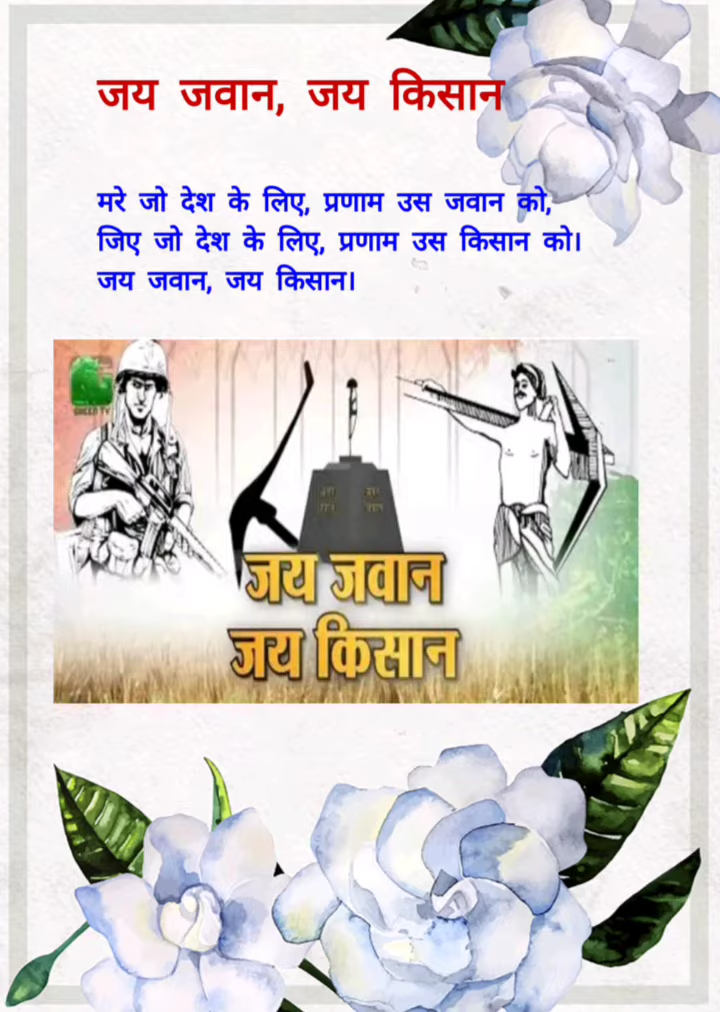 जय जवान, जय किसान
मरे जो देश के लिए, प्रणाम उस जवान को,
जिए जो देश के लिए, प्रणाम उस किसान को।
जय जवान, जय किसान।
जय जवान
जय किसान